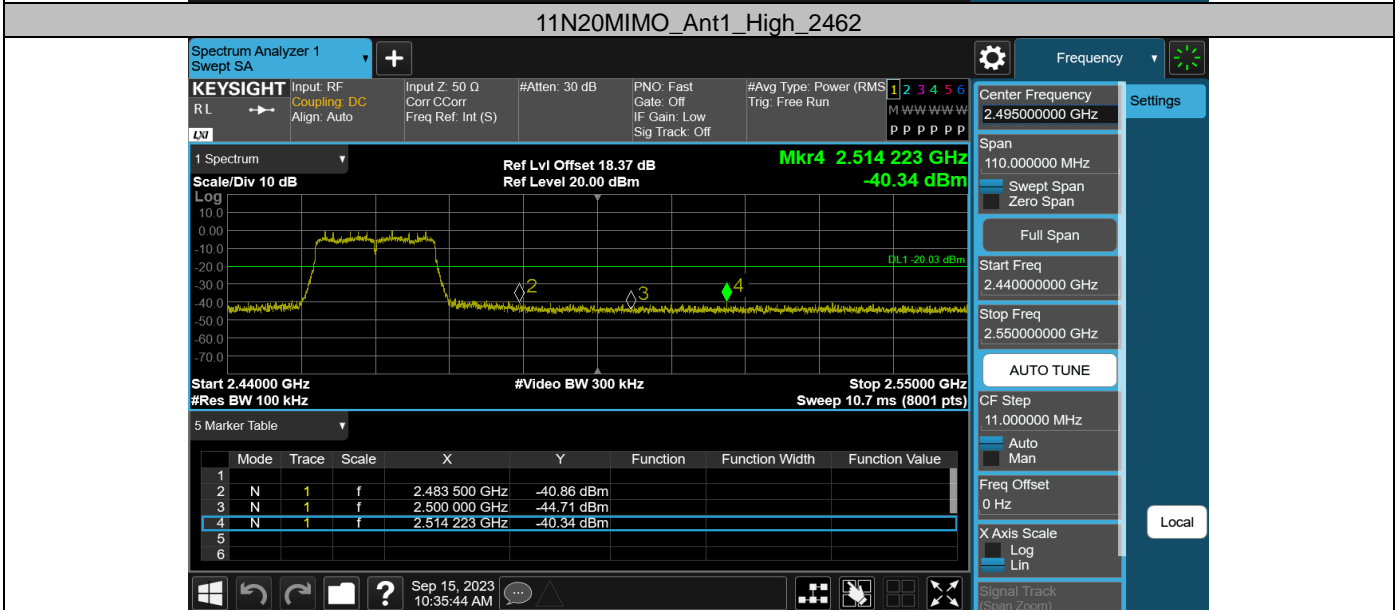 11N20MIMO_Ant1_High_2462
Spectrum Analyzer 1
Swept SA
Frequency
KEYSIGHT
RL
LXI
Input: RF
Coupling: DC
Align: Auto
Input Z: 50 Ω
Corr CCorr
Freq Ref: Int (S)
#Atten: 30 dB
PNO: Fast
Gate: Off
IF Gain: Low
Sig Track: Off
#Avg Type: Power (RMS
Trig: Free Run
1 2 3 4 5 6
M W W W W W
P P P P P P
1 Spectrum
Scale/Div 10 dB
Ref Lvl Offset 18.37 dB
Ref Level 20.00 dBm
Mkr4 2.514 223 GHz
-40.34 dBm
Log
10.0
0.00
-10.0
-20.0
-30.0
-40.0
-50.0
-60.0
-70.0
DL1 -20.03 dBm
2
3
4
Start 2.44000 GHz
#Video BW 300 kHz
Stop 2.55000 GHz
#Res BW 100 kHz
Sweep 10.7 ms (8001 pts)
5 Marker Table
Mode Trace Scale X Y Function Function Width Function Value
1
2 N 1 f 2.483 500 GHz -40.86 dBm
3 N 1 f 2.500 000 GHz -44.71 dBm
4 N 1 f 2.514 223 GHz -40.34 dBm
5
6
Sep 15, 2023
10:35:44 AM
Center Frequency
2.495000000 GHz
Span
110.000000 MHz
Swept Span
Zero Span
Full Span
Start Freq
2.440000000 GHz
Stop Freq
2.550000000 GHz
AUTO TUNE
CF Step
11.000000 MHz
Auto
Man
Freq Offset
0 Hz
X Axis Scale
Log
Lin
Signal Track
(Span Zoom)
Settings
Local